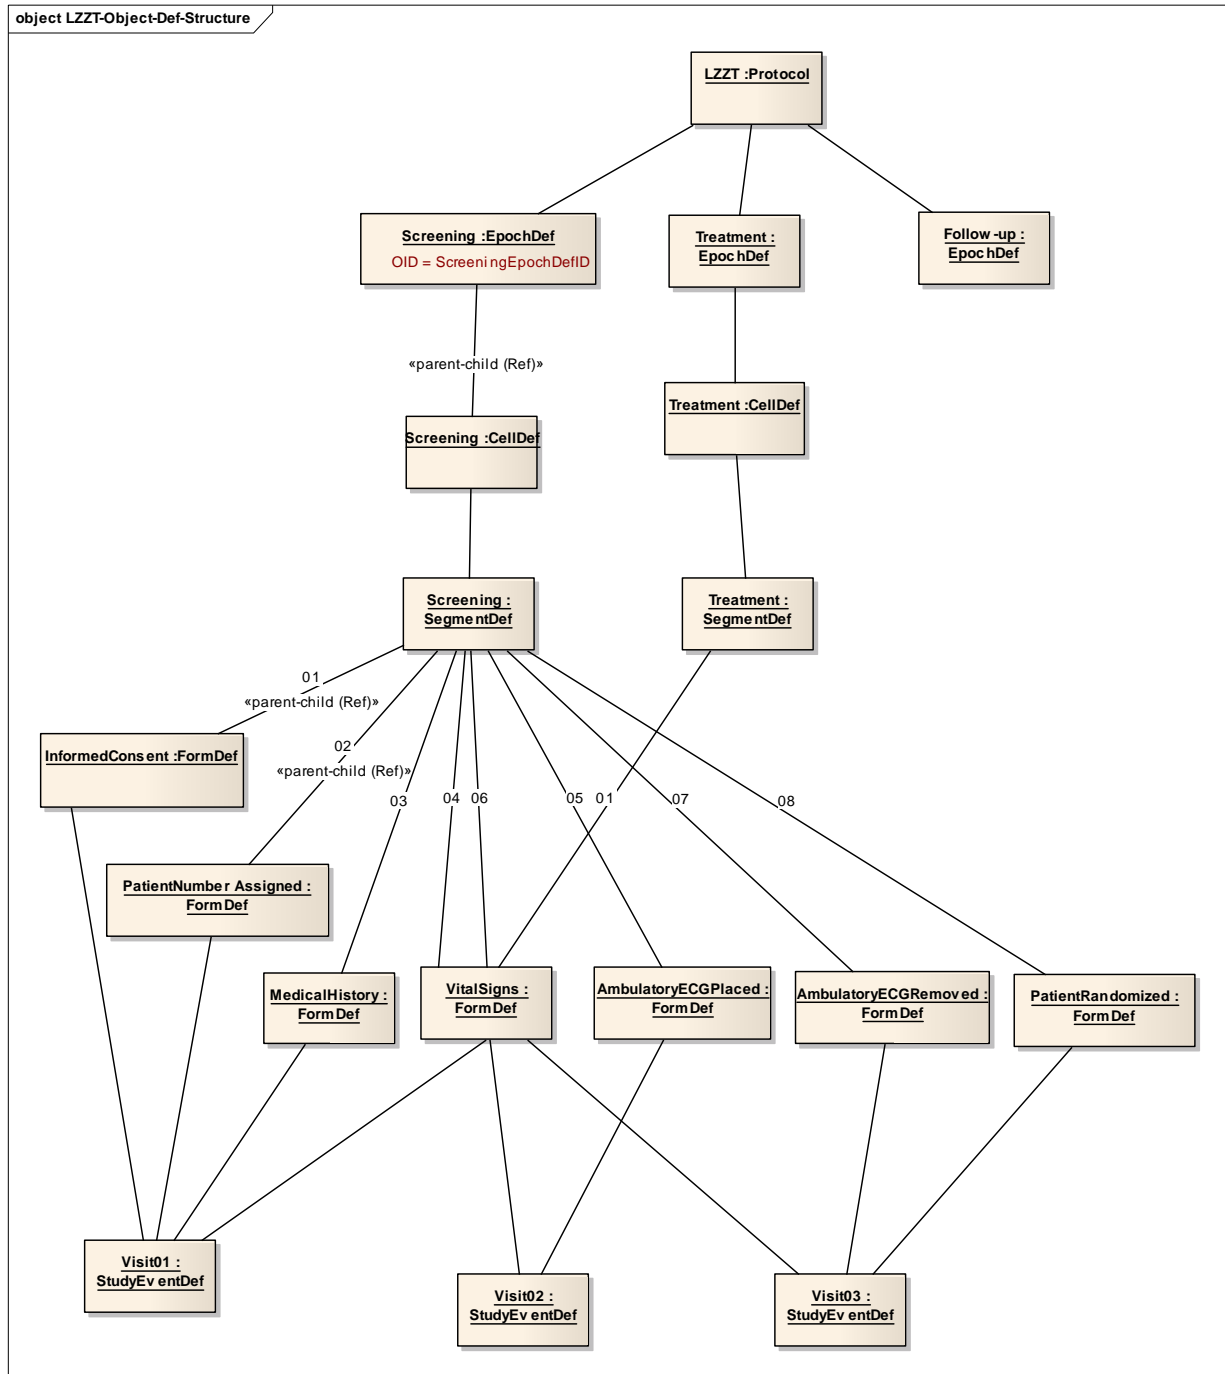 object LZZT-Object-Def-Structure
LZZT :Protocol
Screening :EpochDef
OID = ScreeningEpochDefID
Treatment :
EpochDef
Follow-up :
EpochDef
«parent-child (Ref)»
Screening :CellDef
Treatment :CellDef
Screening :
SegmentDef
Treatment :
SegmentDef
01
«parent-child (Ref)»
02
«parent-child (Ref)»
03
04
06
05
01
07
08
InformedConsent :FormDef
PatientNumber Assigned :
FormDef
MedicalHistory :
FormDef
VitalSigns :
FormDef
AmbulatoryECGPlaced :
FormDef
AmbulatoryECGRemoved :
FormDef
PatientRandomized :
FormDef
Visit01 :
StudyEventDef
Visit02 :
StudyEventDef
Visit03 :
StudyEventDef